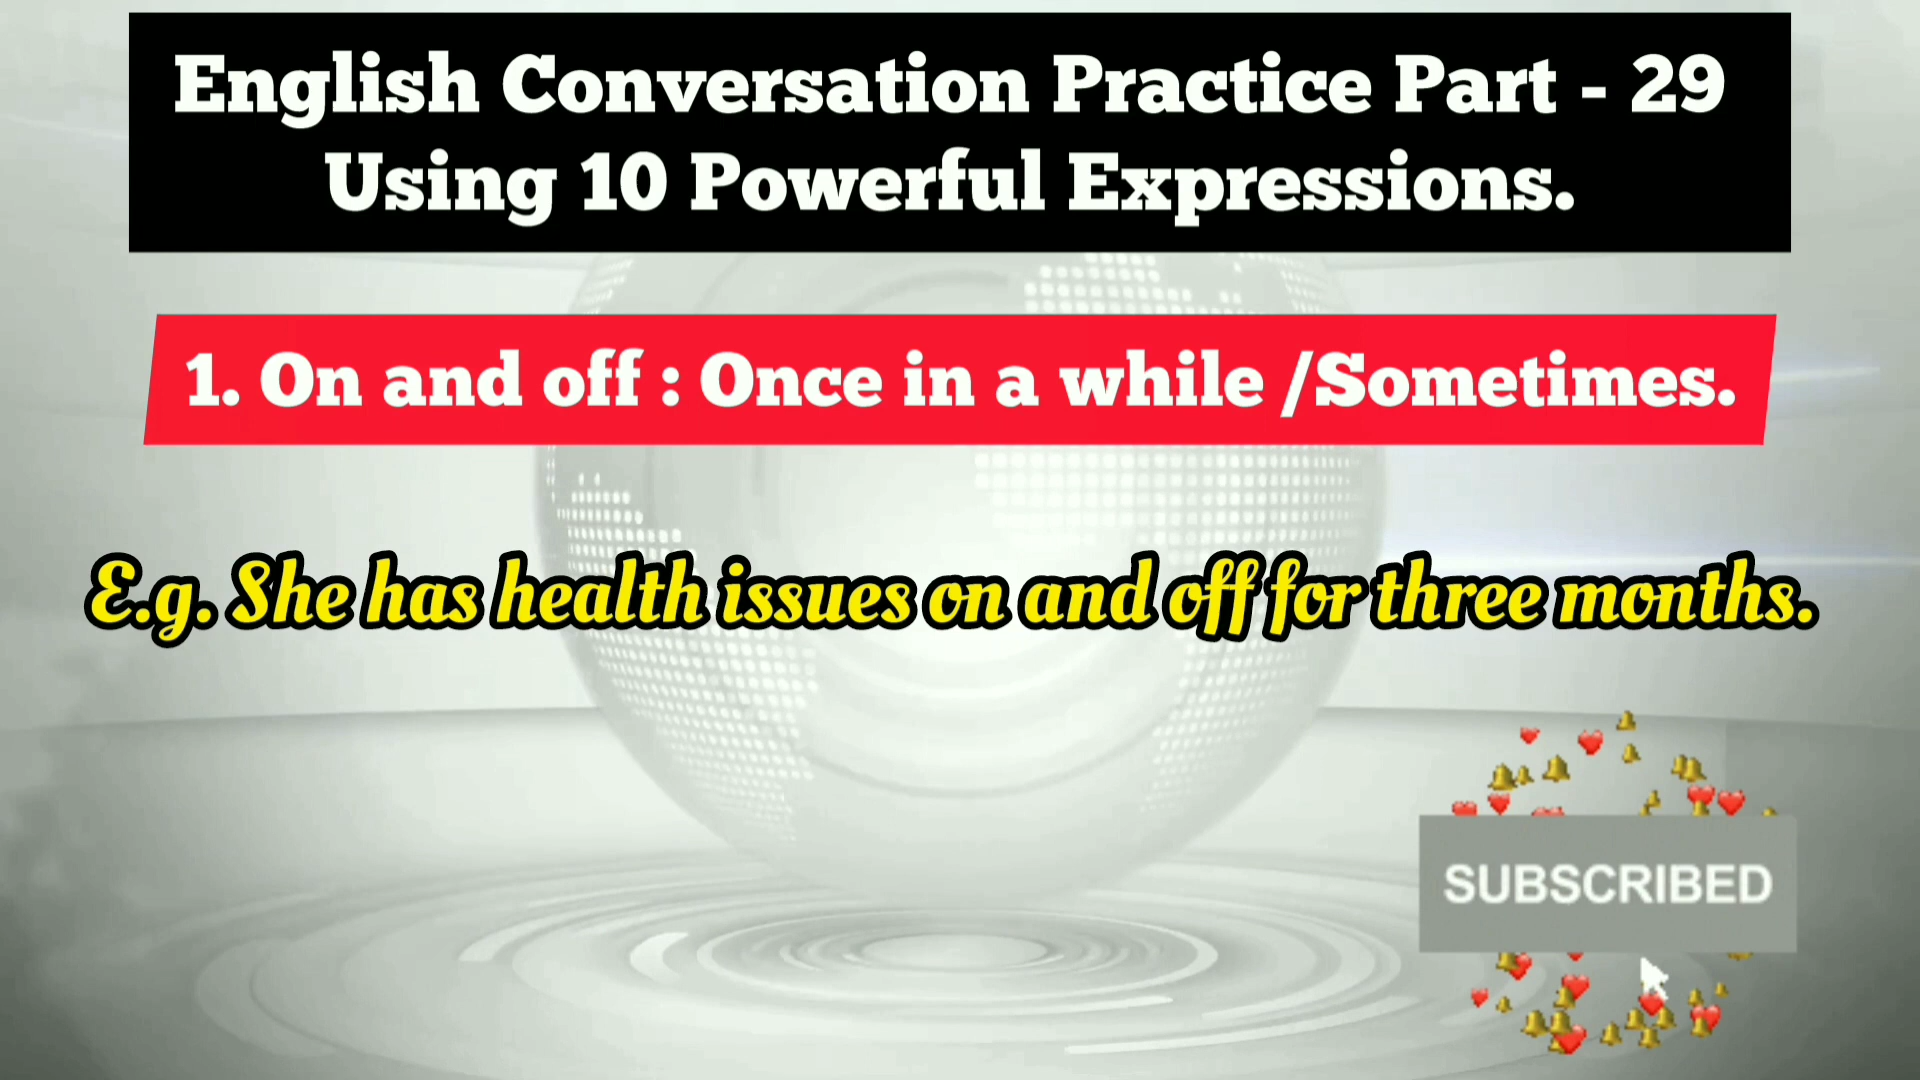 English Conversation Practice Part - 29
Using 10 Powerful Expressions.
1. On and off : Once in a while /Sometimes.
E.g. She has health issues on and off for three months.
SUBSCRIBED